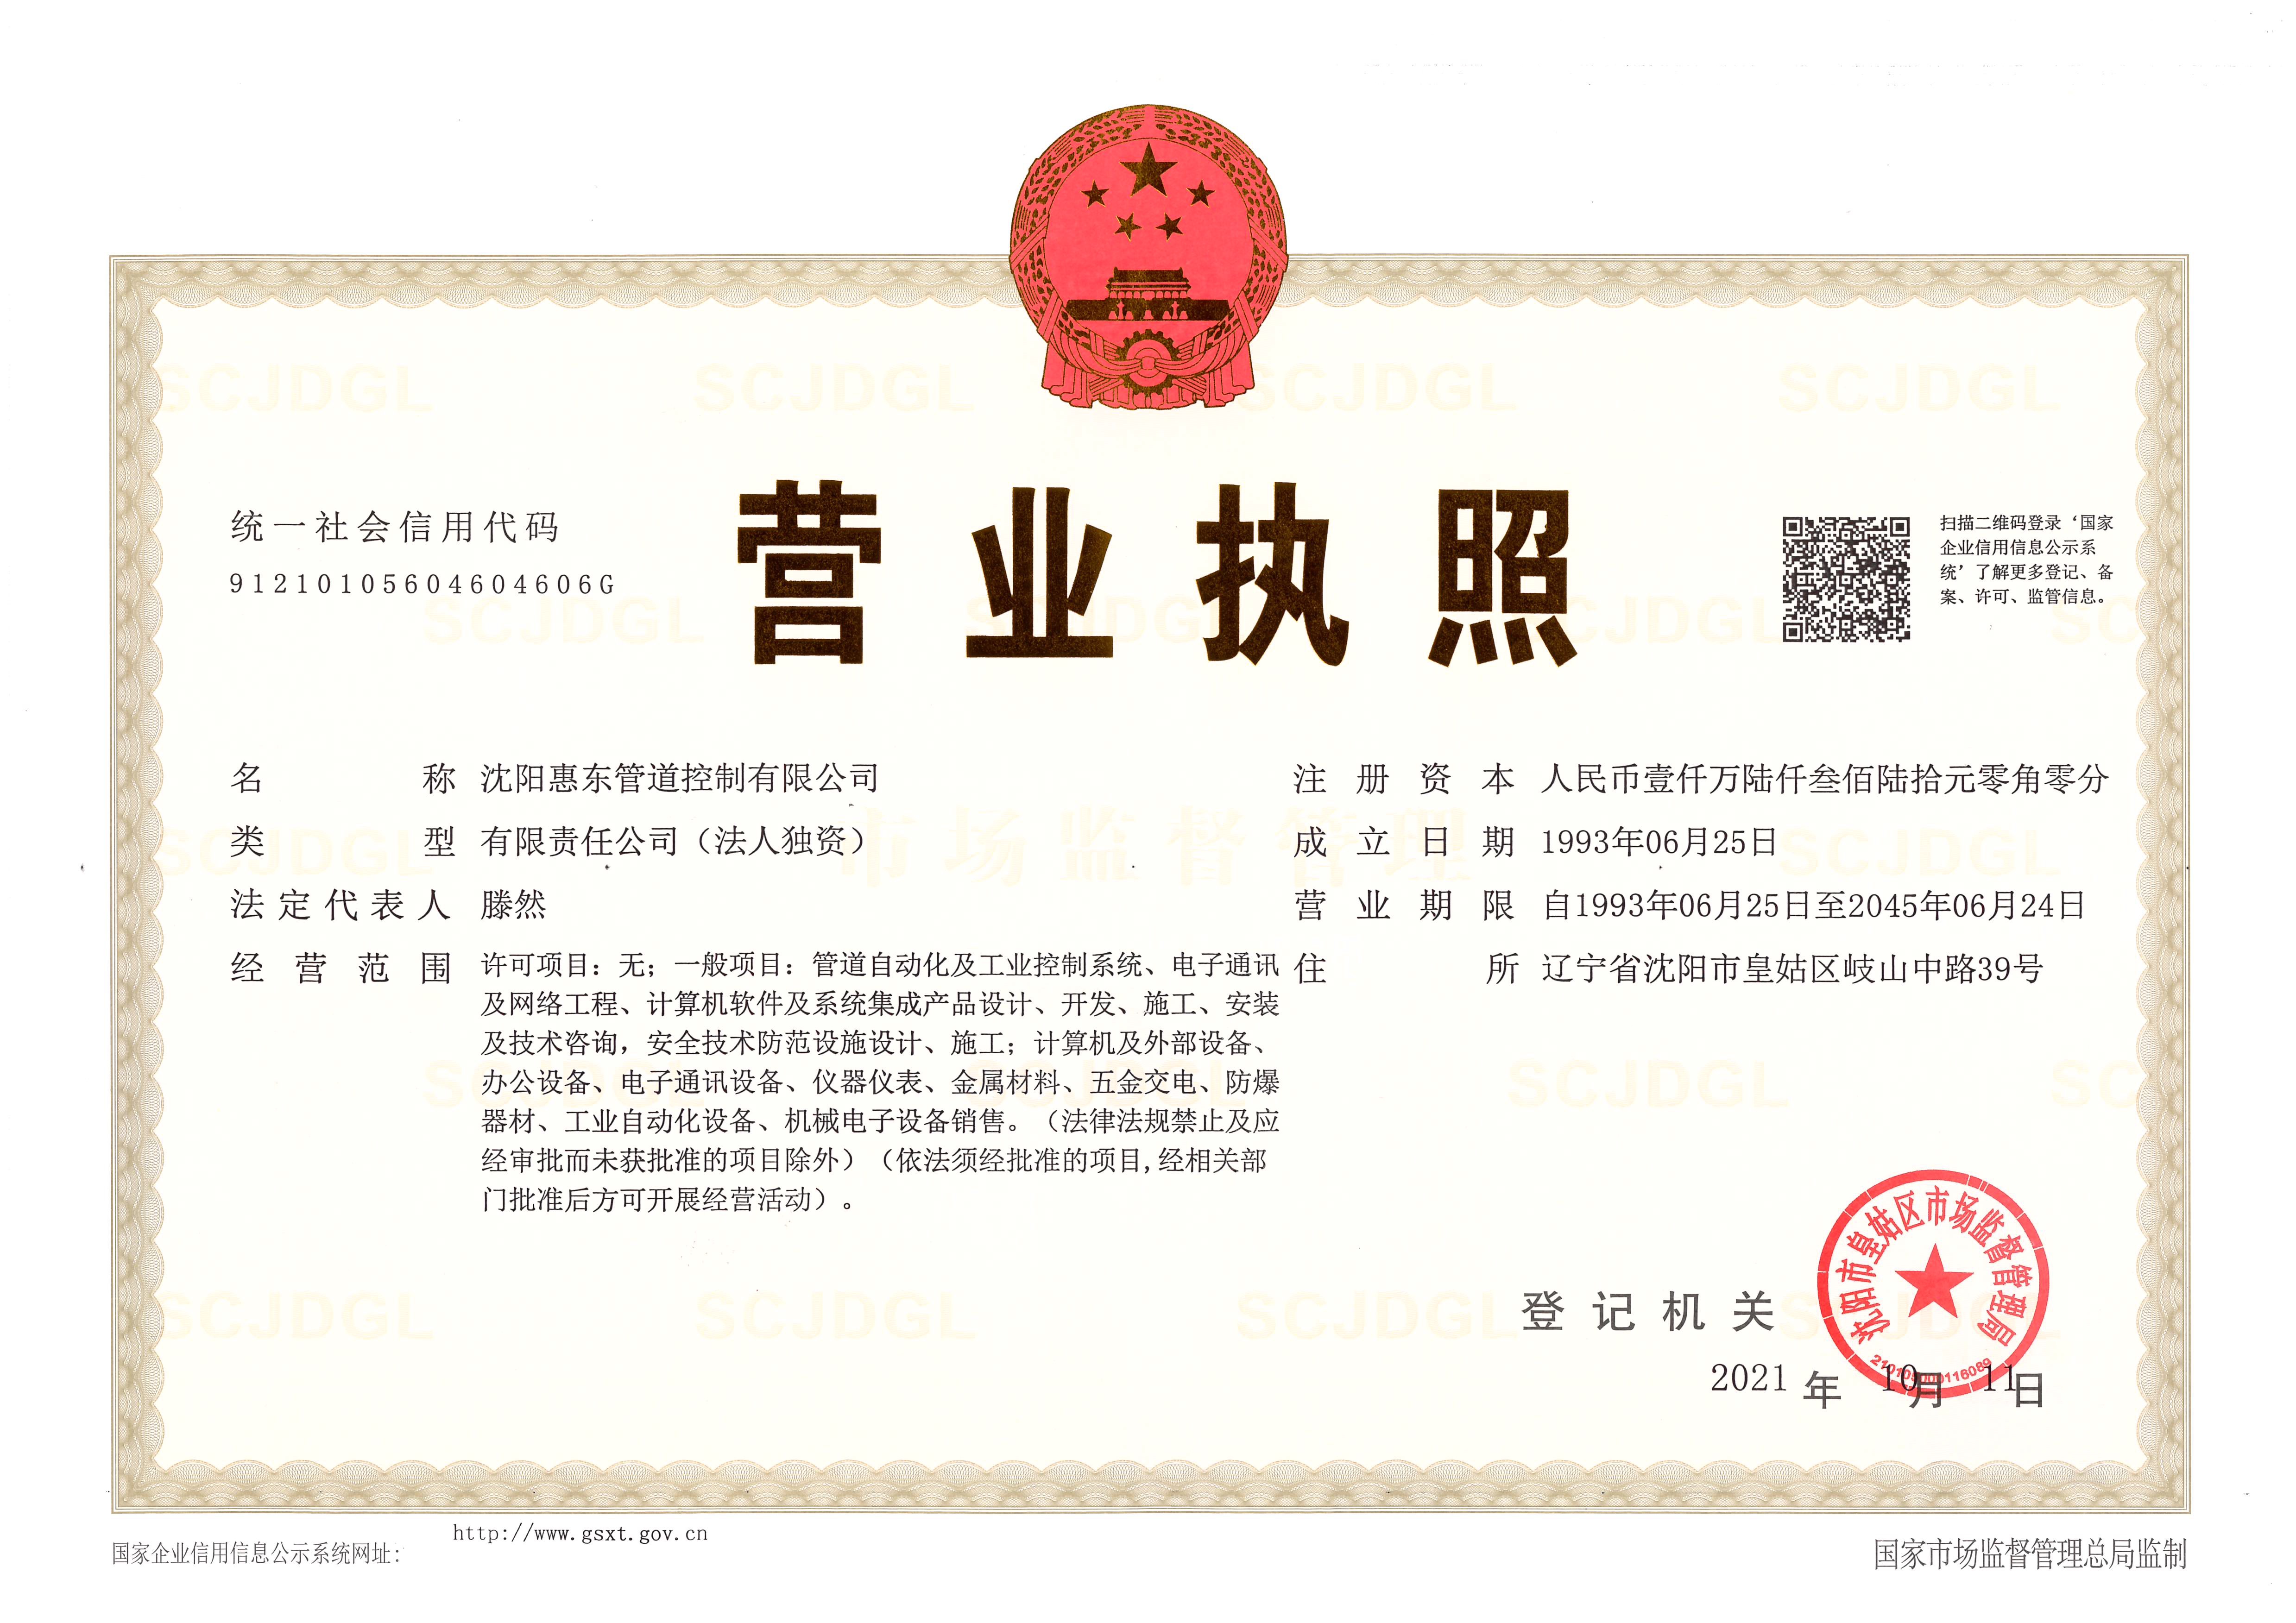 营业执照
统一社会信用代码
91210105604604606G
扫描二维码登录‘国家
企业信用信息公示系
统’了解更多登记、备
案、许可、监管信息。
名称 沈阳惠东管道控制有限公司
类型 有限责任公司（法人独资）
法定代表人 滕然
经营范围 许可项目：无；一般项目：管道自动化及工业控制系统、电子通讯
及网络工程、计算机软件及系统集成产品设计、开发、施工、安装
及技术咨询，安全技术防范设施设计、施工；计算机及外部设备、
办公设备、电子通讯设备、仪器仪表、金属材料、五金交电、防爆
器材、工业自动化设备、机械电子设备销售。（法律法规禁止及应
经审批而未获批准的项目除外）（依法须经批准的项目,经相关部
门批准后方可开展经营活动）。
注册资本 人民币壹仟万陆仟叁佰陆拾元零角零分
成立日期 1993年06月25日
营业期限 自1993年06月25日至2045年06月24日
住所 辽宁省沈阳市皇姑区岐山中路39号
登记机关
沈阳市皇姑区市场监督管理局
2021年10月11日
国家企业信用信息公示系统网址：http://www.gsxt.gov.cn
国家市场监督管理总局监制
市场监督管理
SCJDGL